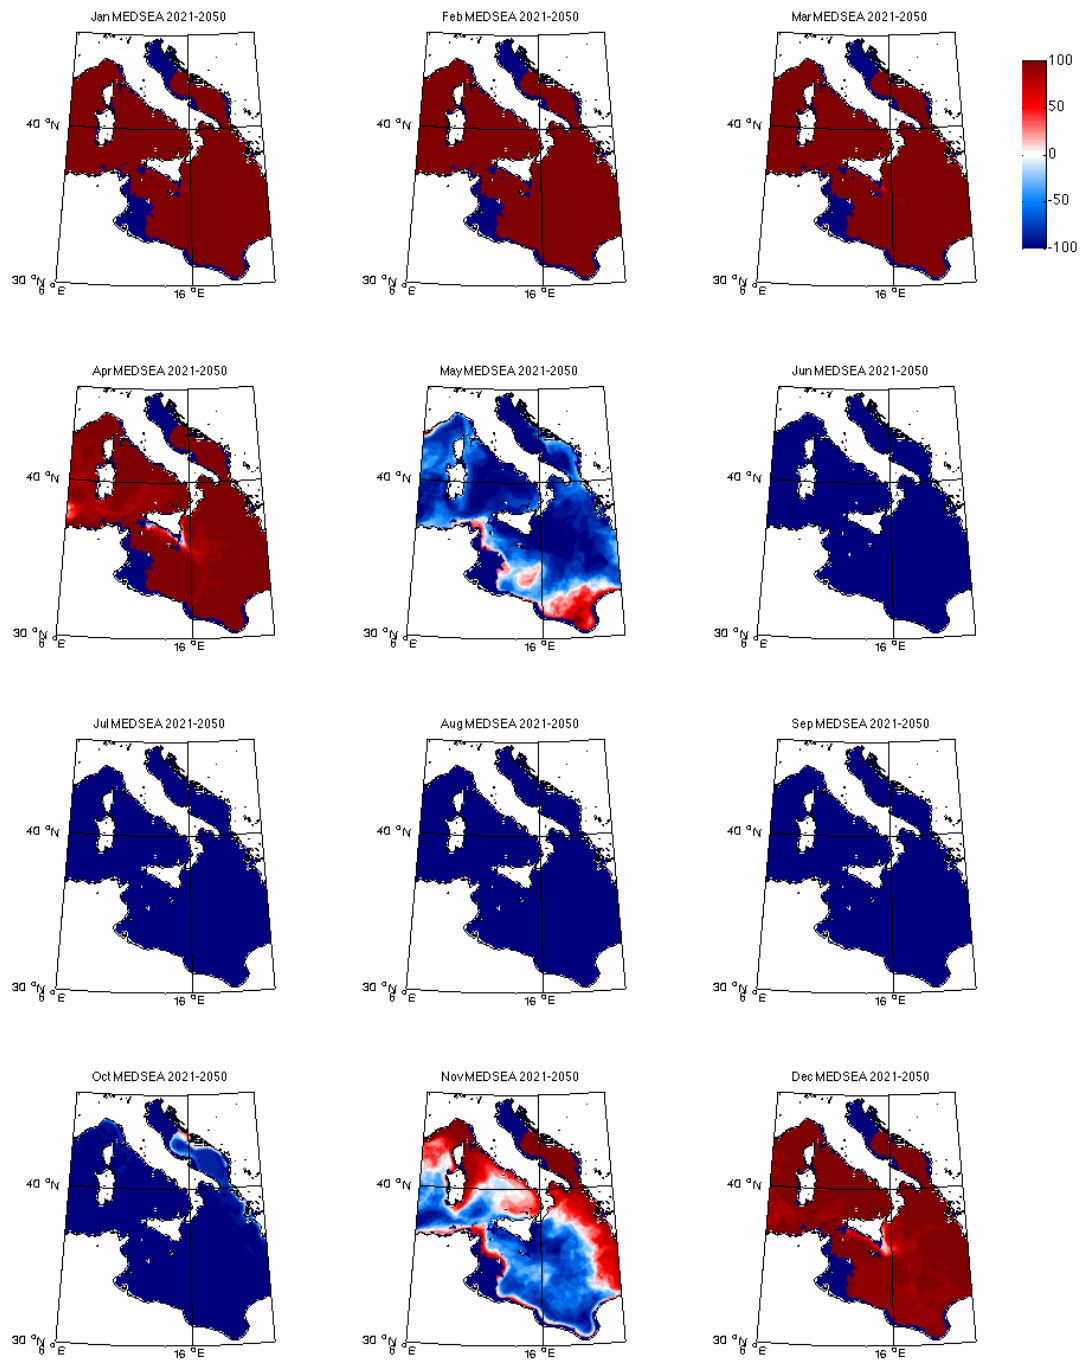 Jan MEDSEA 2021-2050 Feb MEDSEA 2021-2050 Mar MEDSEA 2021-2050
100
50
0
-50
-100
40 °N 40 °N 40 °N
30 °N 30 °N 30 °N
6 °E 16 °E 6 °E 16 °E 6 °E 16 °E
Apr MEDSEA 2021-2050 May MEDSEA 2021-2050 Jun MEDSEA 2021-2050
40 °N 40 °N 40 °N
30 °N 30 °N 30 °N
6 °E 16 °E 6 °E 16 °E 6 °E 16 °E
Jul MEDSEA 2021-2050 Aug MEDSEA 2021-2050 Sep MEDSEA 2021-2050
40 °N 40 °N 40 °N
30 °N 30 °N 30 °N
6 °E 16 °E 6 °E 16 °E 6 °E 16 °E
Oct MEDSEA 2021-2050 Nov MEDSEA 2021-2050 Dec MEDSEA 2021-2050
40 °N 40 °N 40 °N
30 °N 30 °N 30 °N
6 °E 16 °E 6 °E 16 °E 6 °E 16 °E